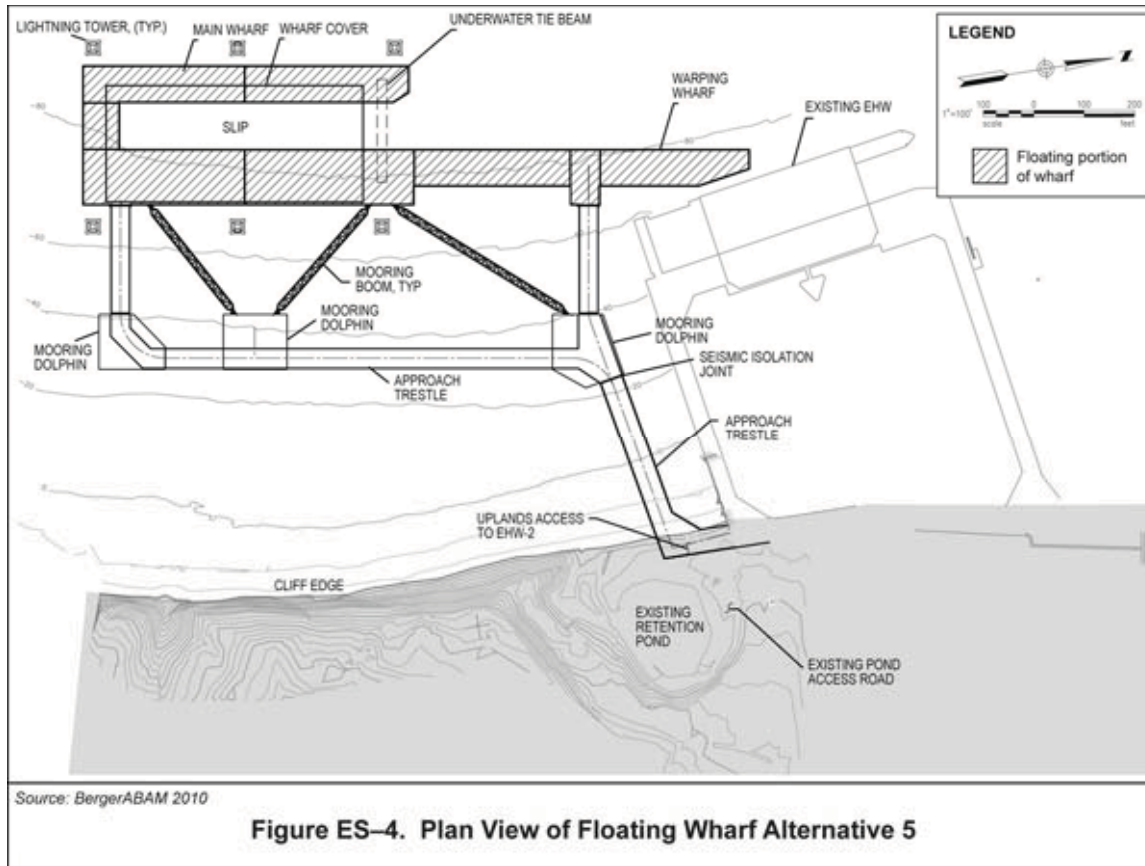 LIGHTNING TOWER, (TYP.)
MAIN WHARF
WHARF COVER
UNDERWATER TIE BEAM
WARPING
WHARF
EXISTING EHW
SLIP
MOORING
BOOM, TYP
MOORING
DOLPHIN
MOORING
DOLPHIN
MOORING
DOLPHIN
SEISMIC ISOLATION
JOINT
APPROACH
TRESTLE
APPROACH
TRESTLE
UPLANDS ACCESS
TO EHW-2
CLIFF EDGE
EXISTING
RETENTION
POND
EXISTING POND
ACCESS ROAD
LEGEND
1"=100'
100 0 100 200
scale feet
Floating portion
of wharf
Source: BergerABAM 2010
Figure ES–4. Plan View of Floating Wharf Alternative 5